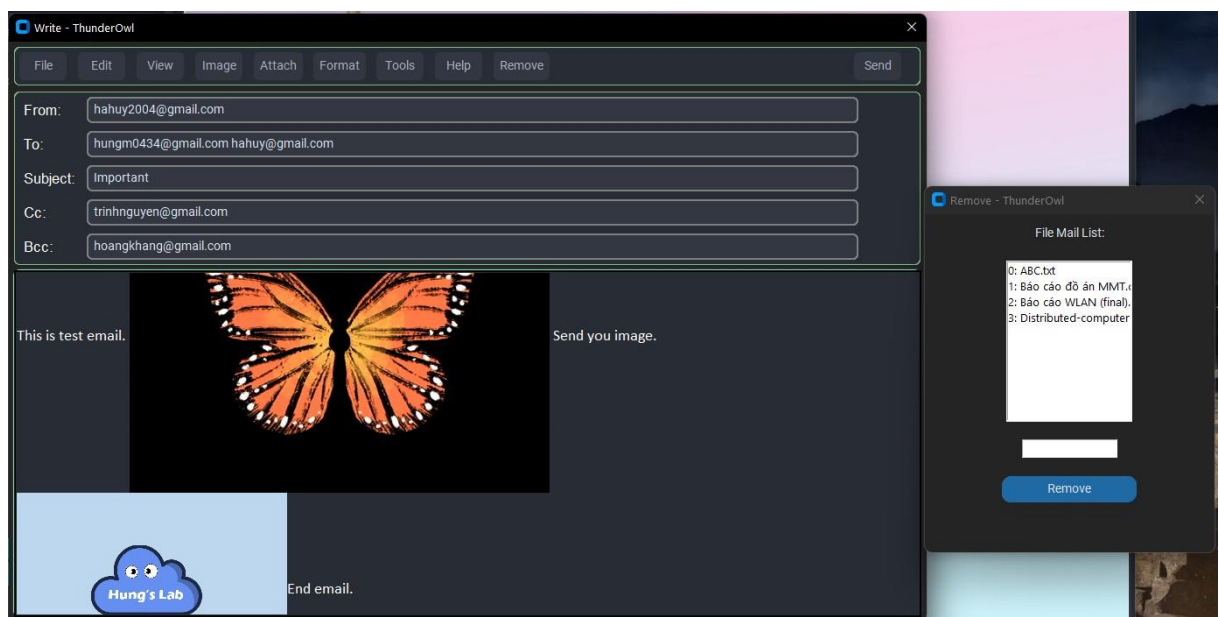 Write - ThunderOwl
File Edit View Image Attach Format Tools Help Remove Send
From: hahuy2004@gmail.com
To: hungm0434@gmail.com hahuy@gmail.com
Subject: Important
Cc: trinhnguyen@gmail.com
Bcc: hoangkhang@gmail.com
This is test email. Send you image.
Hung's Lab
End email.
Remove - ThunderOwl
File Mail List:
0: ABC.txt
1: Báo cáo đồ án MMT.
2: Báo cáo WLAN (final).
3: Distributed-computer
Remove